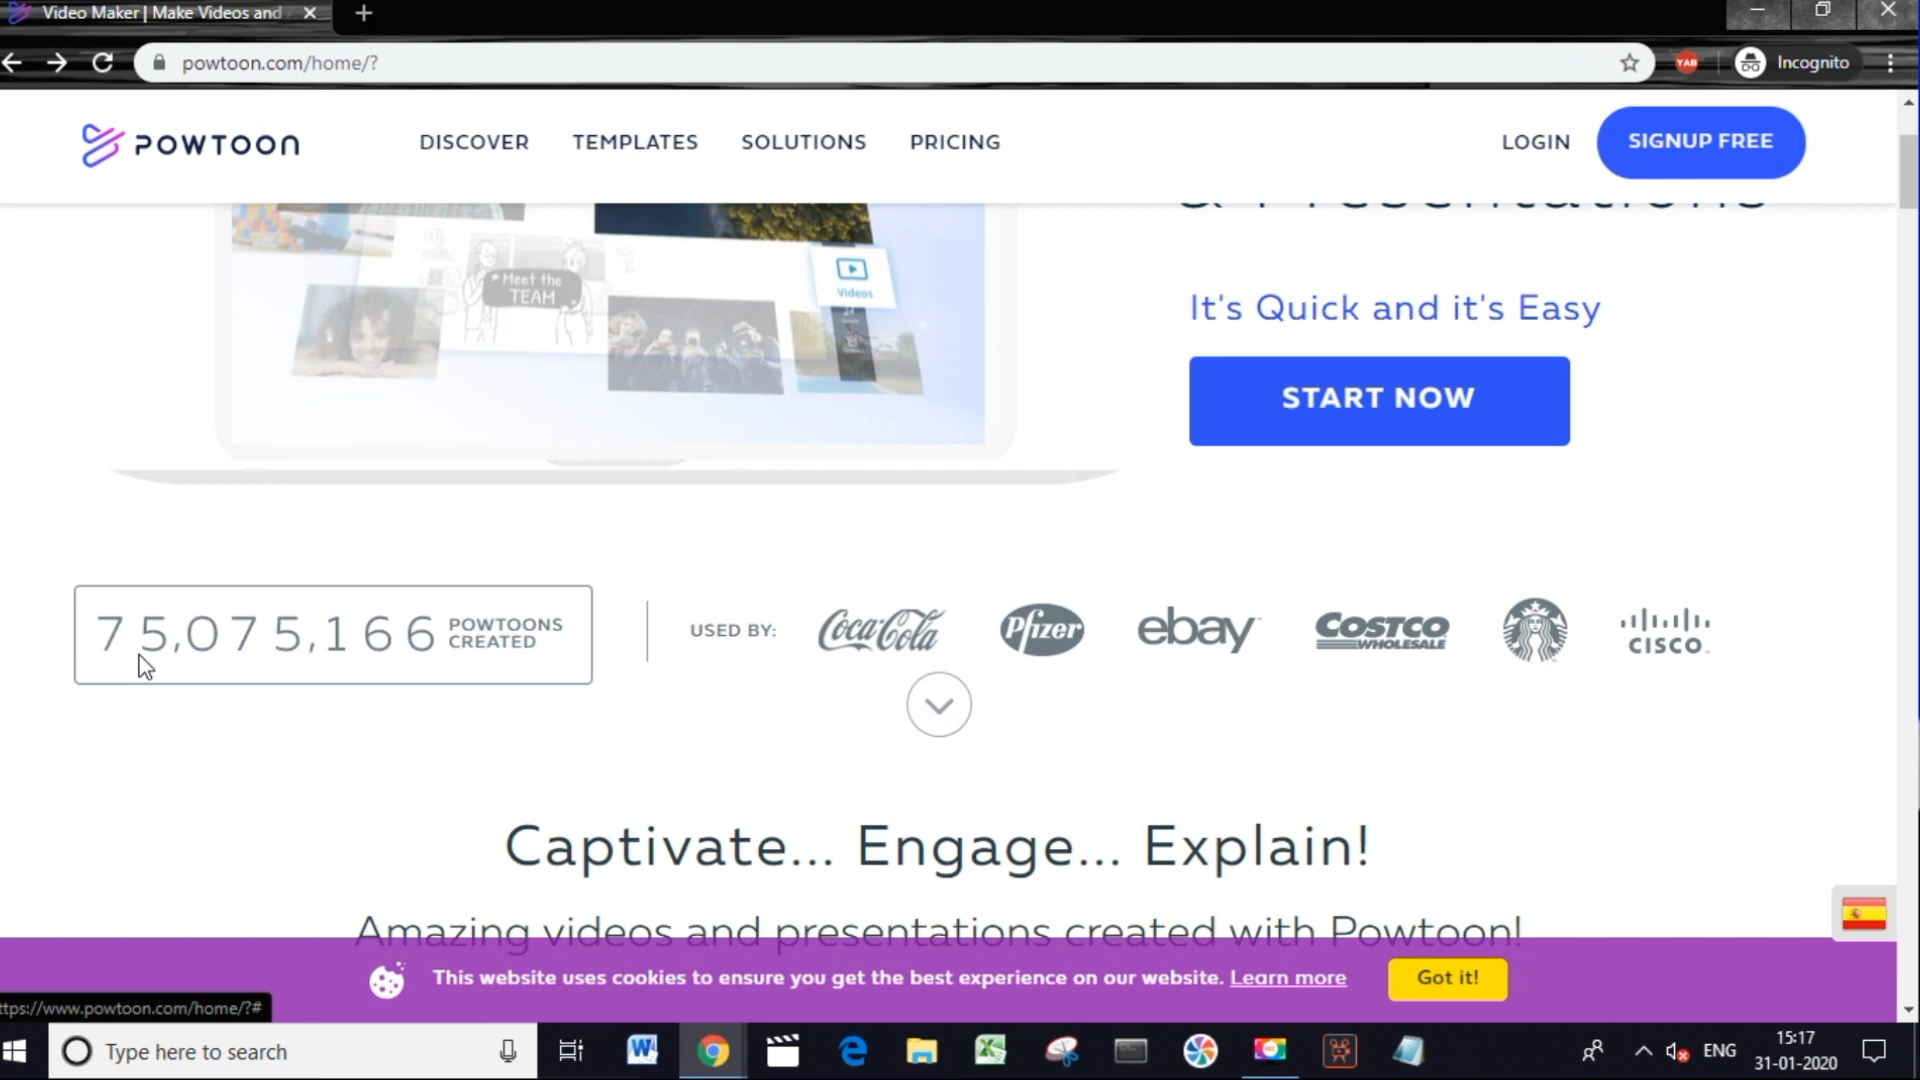 Video Maker | Make Videos and
powtoon.com/home/?
YAB
Incognito
POWTOON
DISCOVER
TEMPLATES
SOLUTIONS
PRICING
LOGIN
SIGNUP FREE
Meet the
TEAM
Videos
It's Quick and it's Easy
START NOW
75,075,166
POWTOONS
CREATED
USED BY:
Coca-Cola
Pfizer
ebay
COSTCO
WHOLESALE
CISCO
Captivate... Engage... Explain!
Amazing videos and presentations created with Powtoon!
This website uses cookies to ensure you get the best experience on our website. Learn more
Got it!
ttps://www.powtoon.com/home/?#
Type here to search
ENG
15:17
31-01-2020